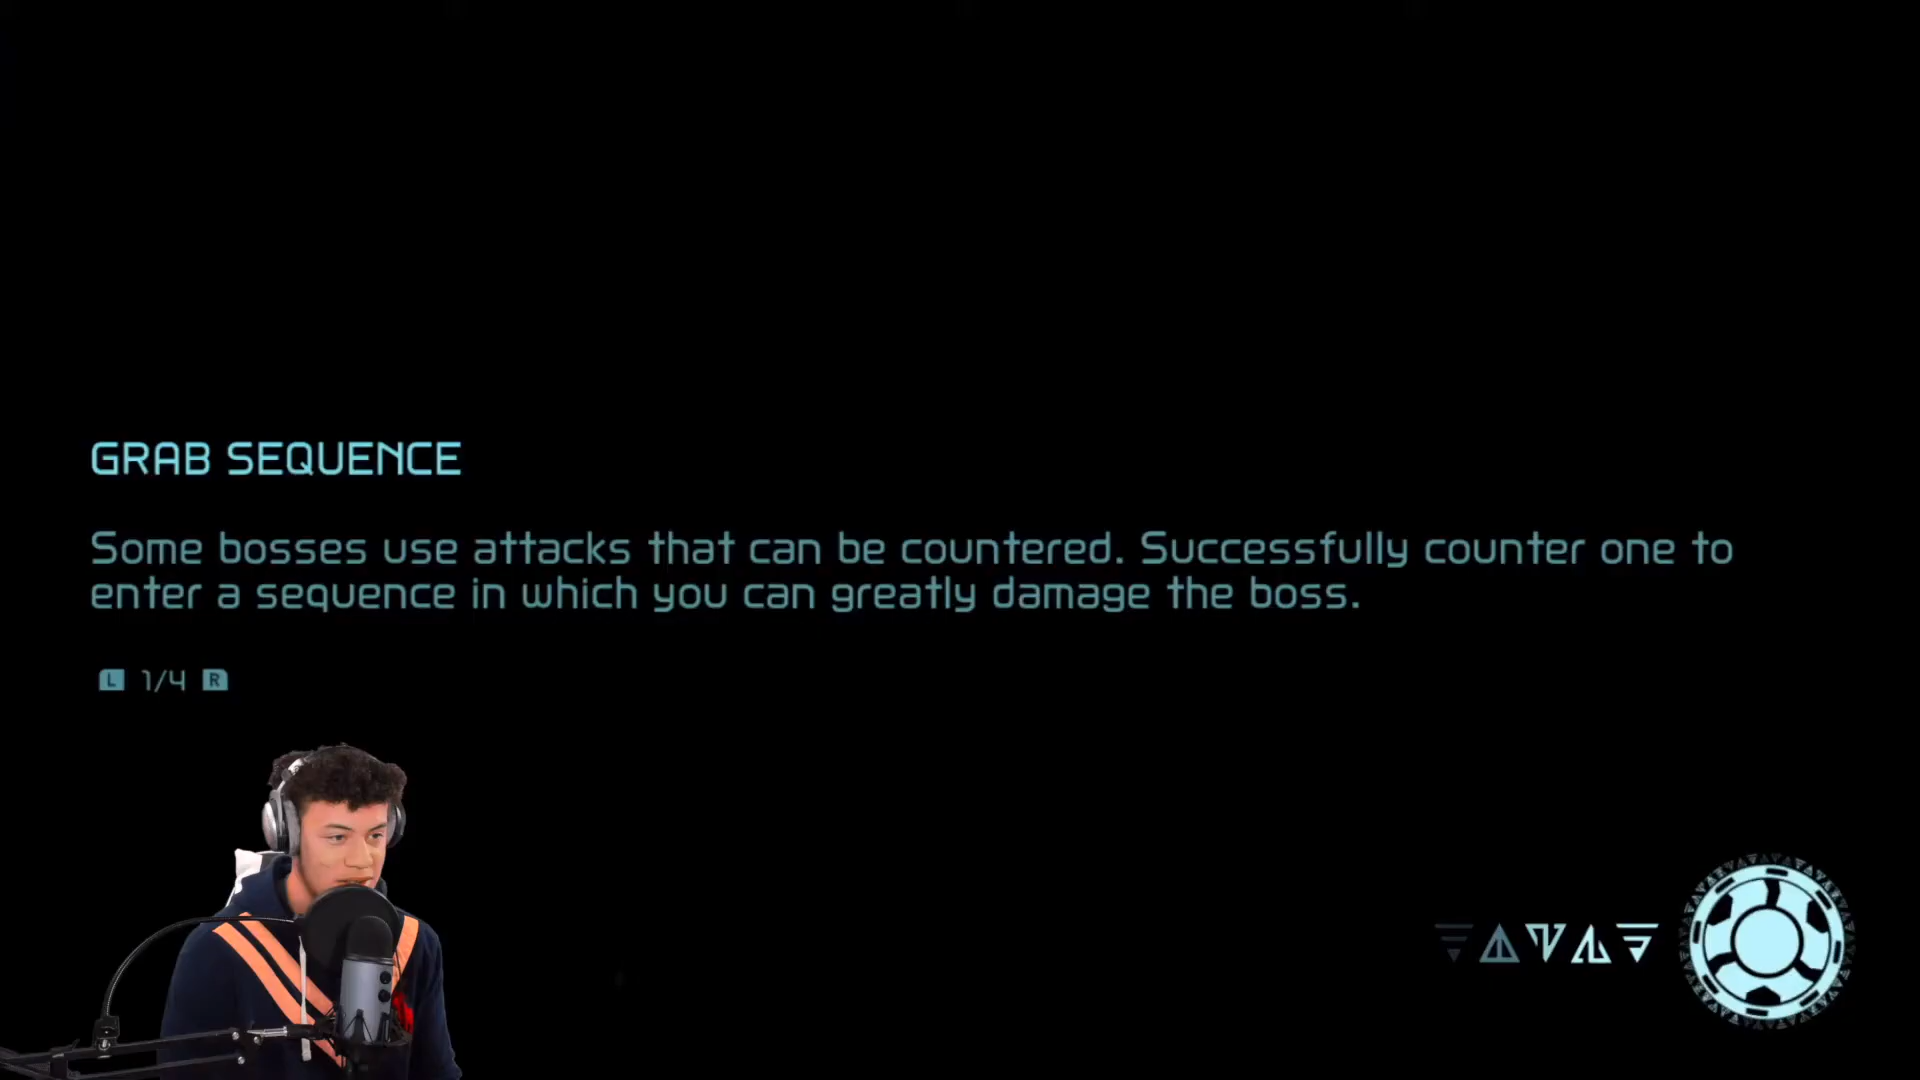 GRAB SEQUENCE
Some bosses use attacks that can be countered. Successfully counter one to
enter a sequence in which you can greatly damage the boss.
L 1/4 R